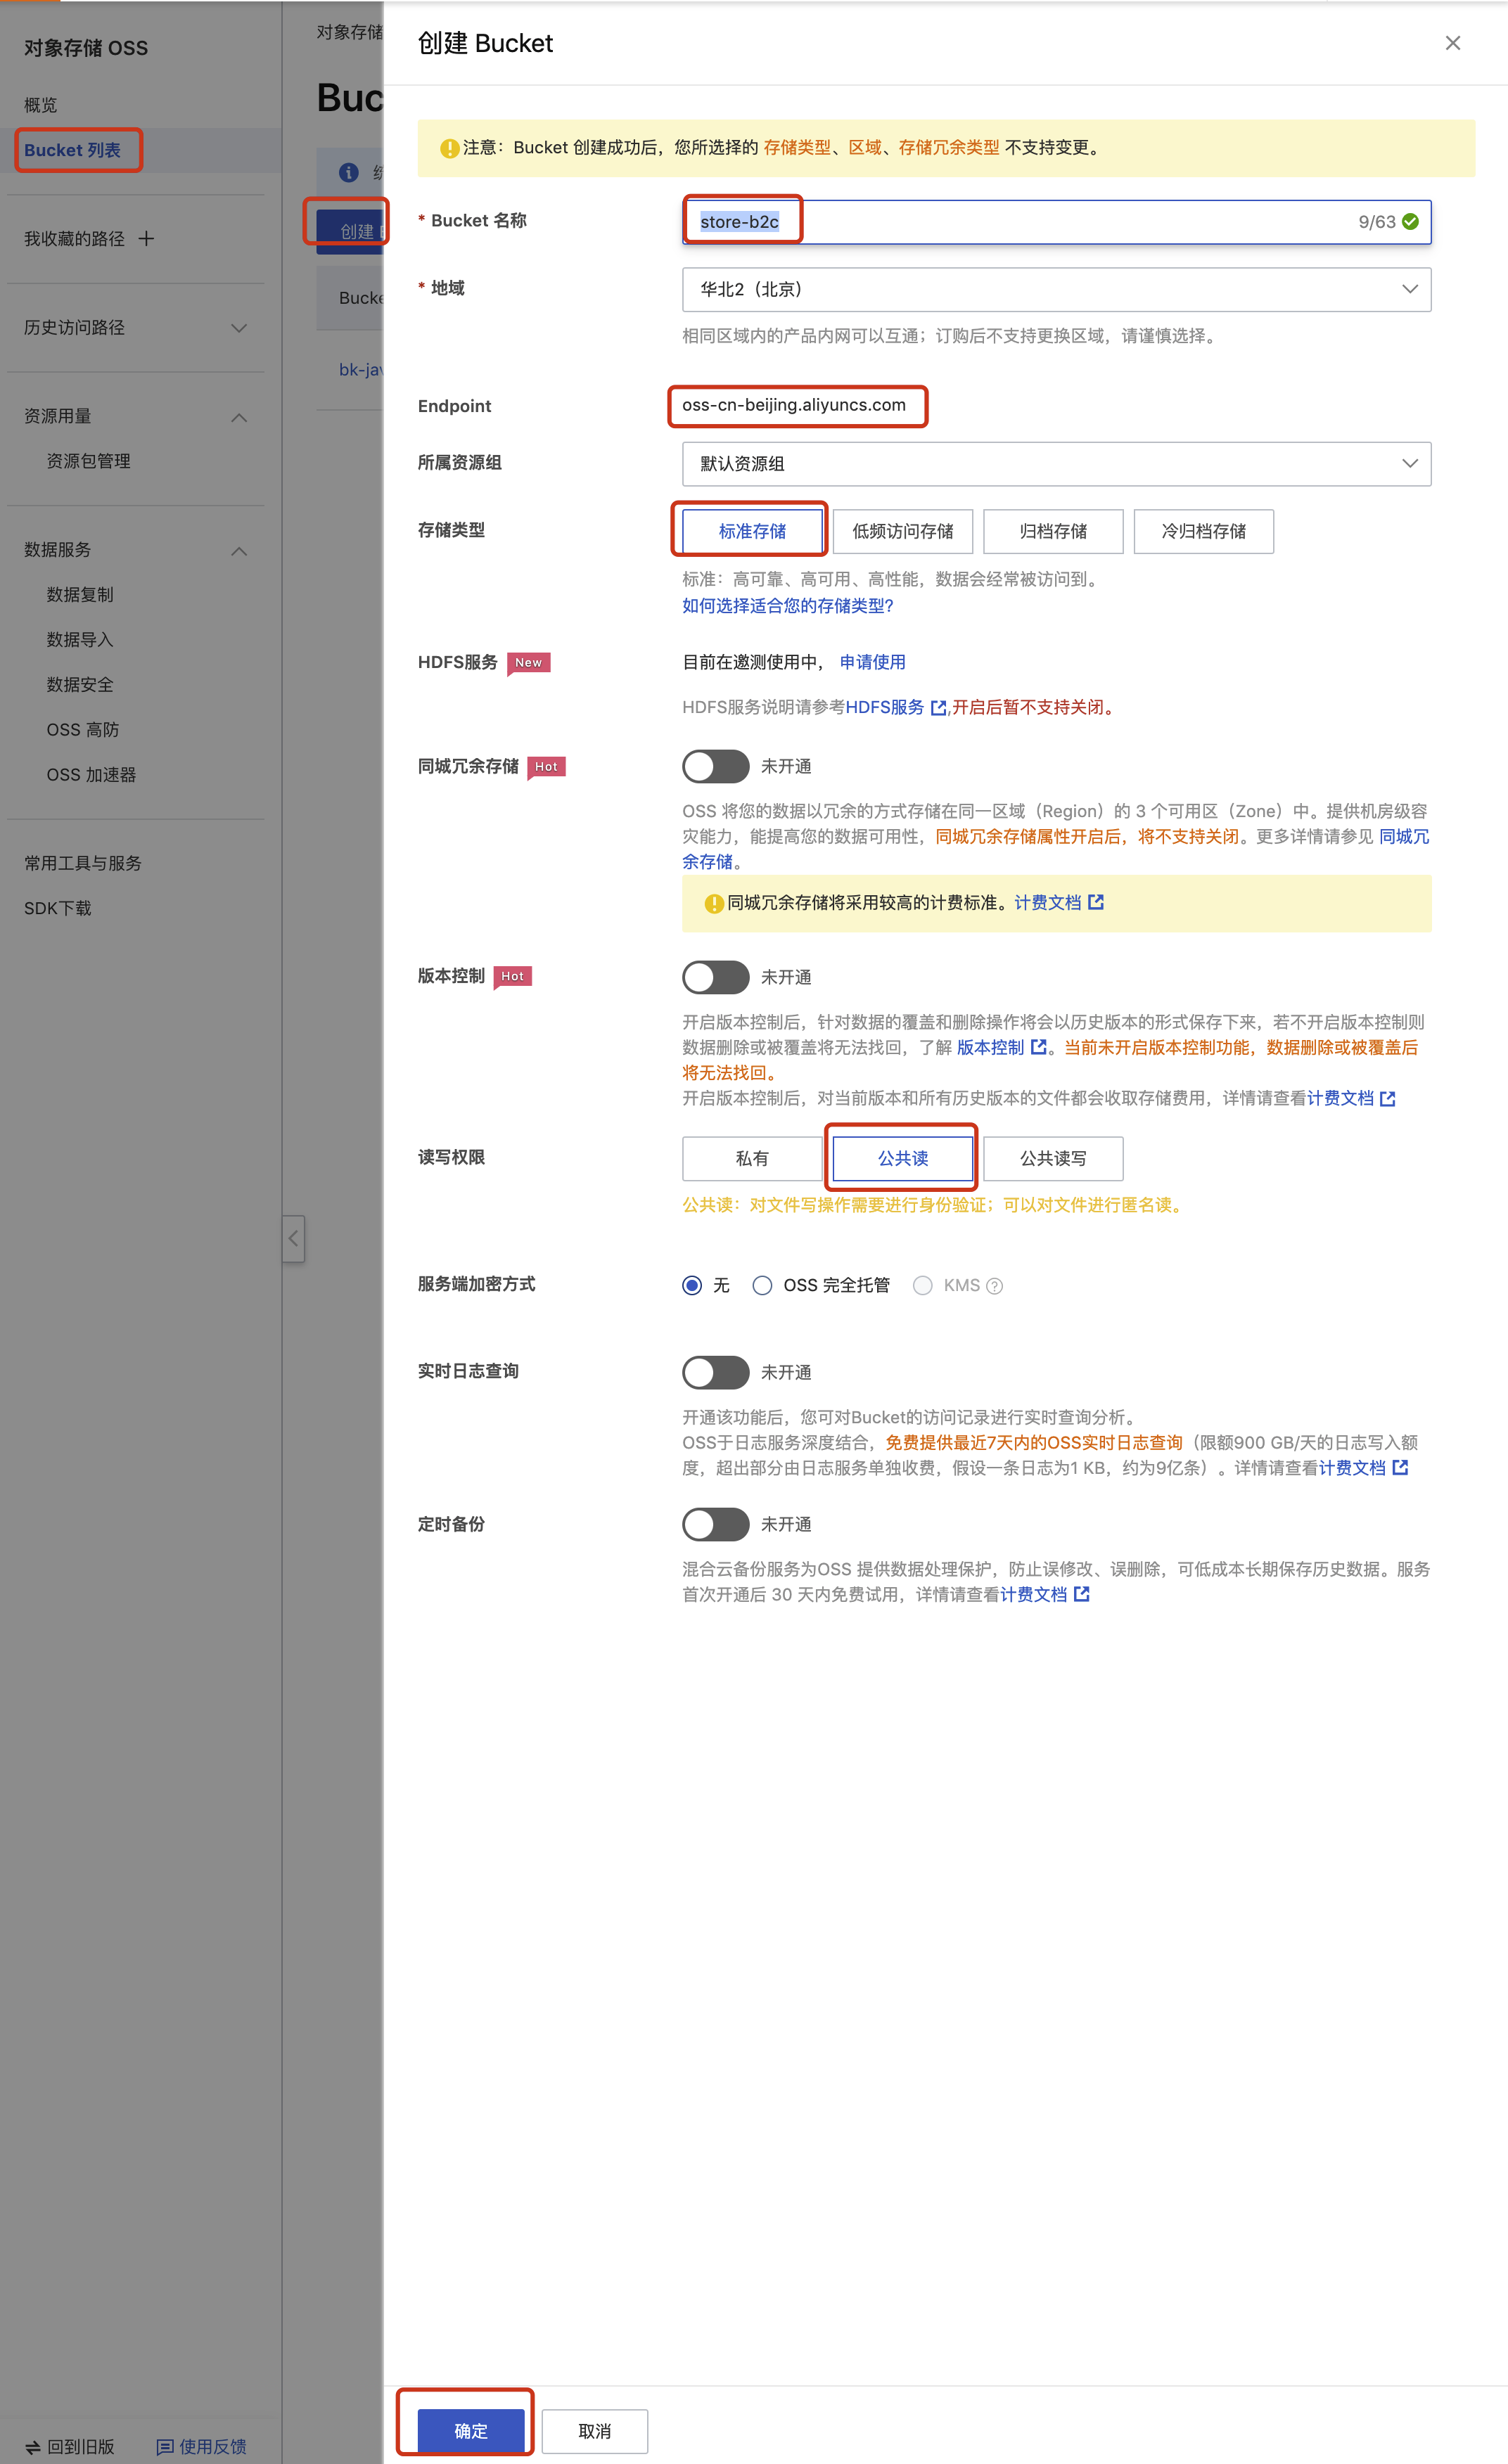 对象存储 OSS
概览
Bucket 列表
我收藏的路径
历史访问路径
资源用量
资源包管理
数据服务
数据复制
数据导入
数据安全
OSS 高防
OSS 加速器
常用工具与服务
SDK下载
回到旧版
使用反馈
对象存储
Buc
创建
Bucke
bk-jav
创建 Bucket
注意：Bucket 创建成功后，您所选择的 存储类型、区域、存储冗余类型 不支持变更。
* Bucket 名称
store-b2c
9/63
* 地域
华北2（北京）
相同区域内的产品内网可以互通；订购后不支持更换区域，请谨慎选择。
Endpoint
oss-cn-beijing.aliyuncs.com
所属资源组
默认资源组
存储类型
标准存储
低频访问存储
归档存储
冷归档存储
标准：高可靠、高可用、高性能，数据会经常被访问到。
如何选择适合您的存储类型?
HDFS服务 New
目前在邀测使用中， 申请使用
HDFS服务说明请参考HDFS服务 ,开启后暂不支持关闭。
同城冗余存储 Hot
未开通
OSS 将您的数据以冗余的方式存储在同一区域（Region）的 3 个可用区（Zone）中。提供机房级容
灾能力，能提高您的数据可用性，同城冗余存储属性开启后，将不支持关闭。更多详情请参见 同城冗
余存储。
同城冗余存储将采用较高的计费标准。计费文档
版本控制 Hot
未开通
开启版本控制后，针对数据的覆盖和删除操作将会以历史版本的形式保存下来，若不开启版本控制则
数据删除或被覆盖将无法找回，了解 版本控制 。当前未开启版本控制功能，数据删除或被覆盖后
将无法找回。
开启版本控制后，对当前版本和所有历史版本的文件都会收取存储费用，详情请查看计费文档
读写权限
私有
公共读
公共读写
公共读：对文件写操作需要进行身份验证；可以对文件进行匿名读。
服务端加密方式
无
OSS 完全托管
KMS
实时日志查询
未开通
开通该功能后，您可对Bucket的访问记录进行实时查询分析。
OSS于日志服务深度结合，免费提供最近7天内的OSS实时日志查询（限额900 GB/天的日志写入额
度，超出部分由日志服务单独收费，假设一条日志为1 KB，约为9亿条）。详情请查看计费文档
定时备份
未开通
混合云备份服务为OSS 提供数据处理保护，防止误修改、误删除，可低成本长期保存历史数据。服务
首次开通后 30 天内免费试用，详情请查看计费文档
确定
取消